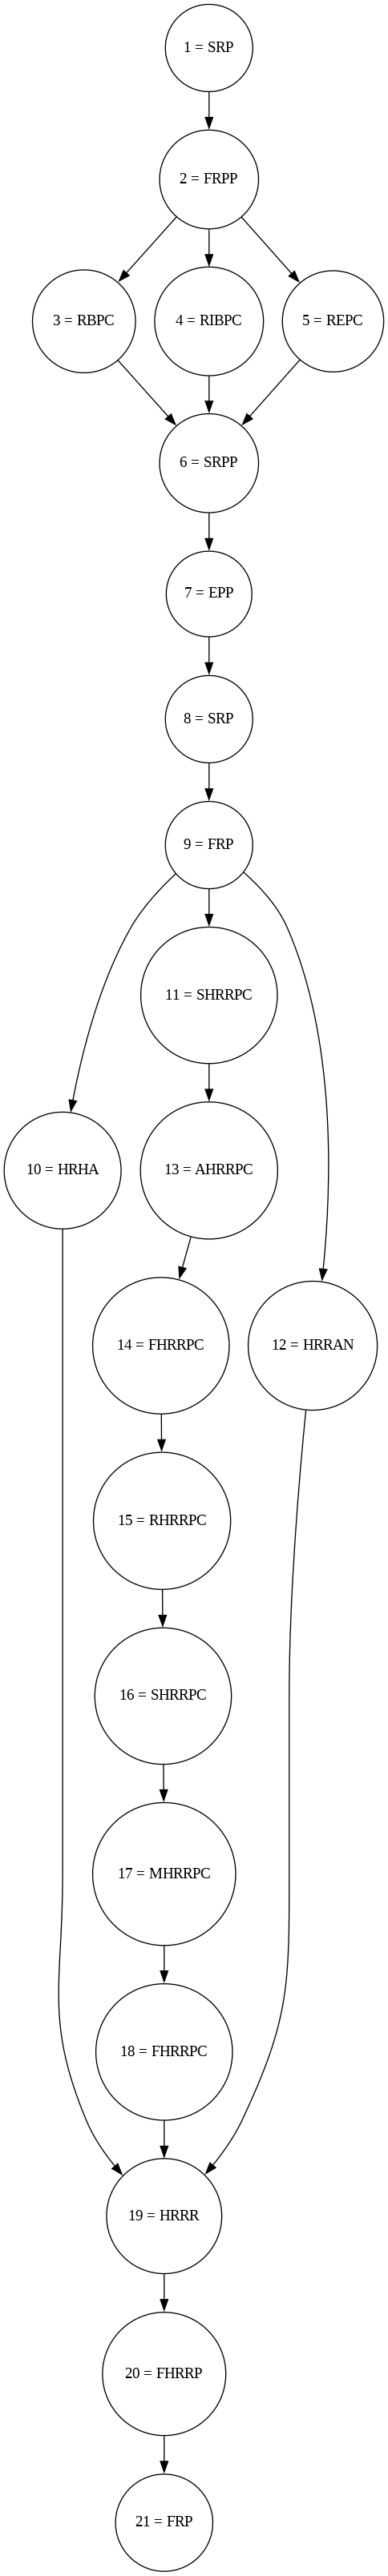 1 = SRP
2 = FRPP
3 = RBPC
4 = RIBPC
5 = REPC
6 = SRPP
7 = EPP
8 = SRP
9 = FRP
11 = SHRRPC
10 = HRHA
13 = AHRRPC
14 = FHRRPC
12 = HRRAN
15 = RHRRPC
16 = SHRRPC
17 = MHRRPC
18 = FHRRPC
19 = HRRR
20 = FHRRP
21 = FRP